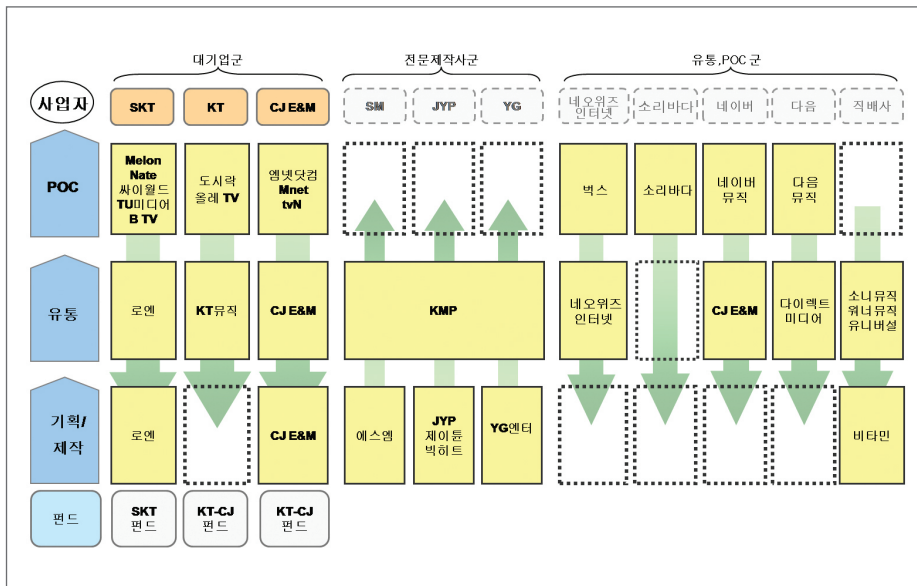 대기업군
전문제작사군
유통,POC 군
사업자
SKT
KT
CJ E&M
SM
JYP
YG
네오위즈
인터넷
소리바다
네이버
다음
직배사
POC
Melon
Nate
싸이월드
TU미디어
B TV
도시락
올레 TV
엠넷닷컴
Mnet
tvN
벅스
소리바다
네이버
뮤직
다음
뮤직
유통
로엔
KT뮤직
CJ E&M
KMP
네오위즈
인터넷
CJ E&M
다이렉트
미디어
소니뮤직
워너뮤직
유니버설
기획/
제작
로엔
CJ E&M
에스엠
JYP
제이튠
빅히트
YG엔터
비타민
펀드
SKT
펀드
KT-CJ
펀드
KT-CJ
펀드